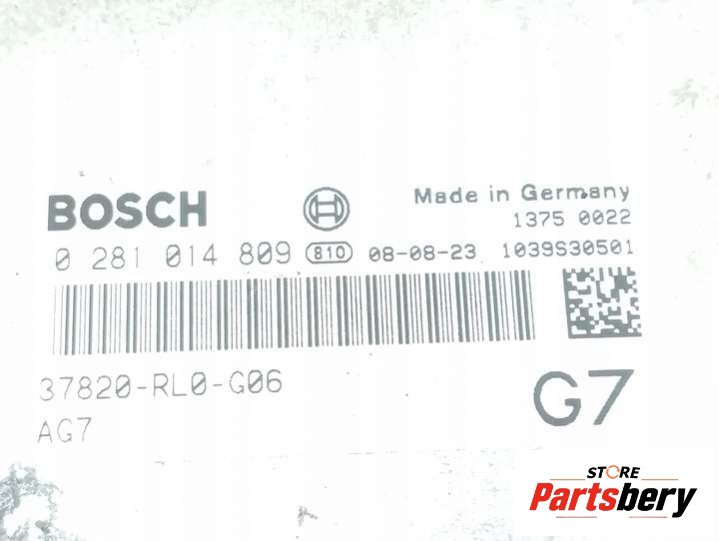 BOSCH
Made in Germany
1375 0022
0 281 014 809 810 08-08-23 1039S30501
37820-RL0-G06
G7
AG7
STORE
Partsbery